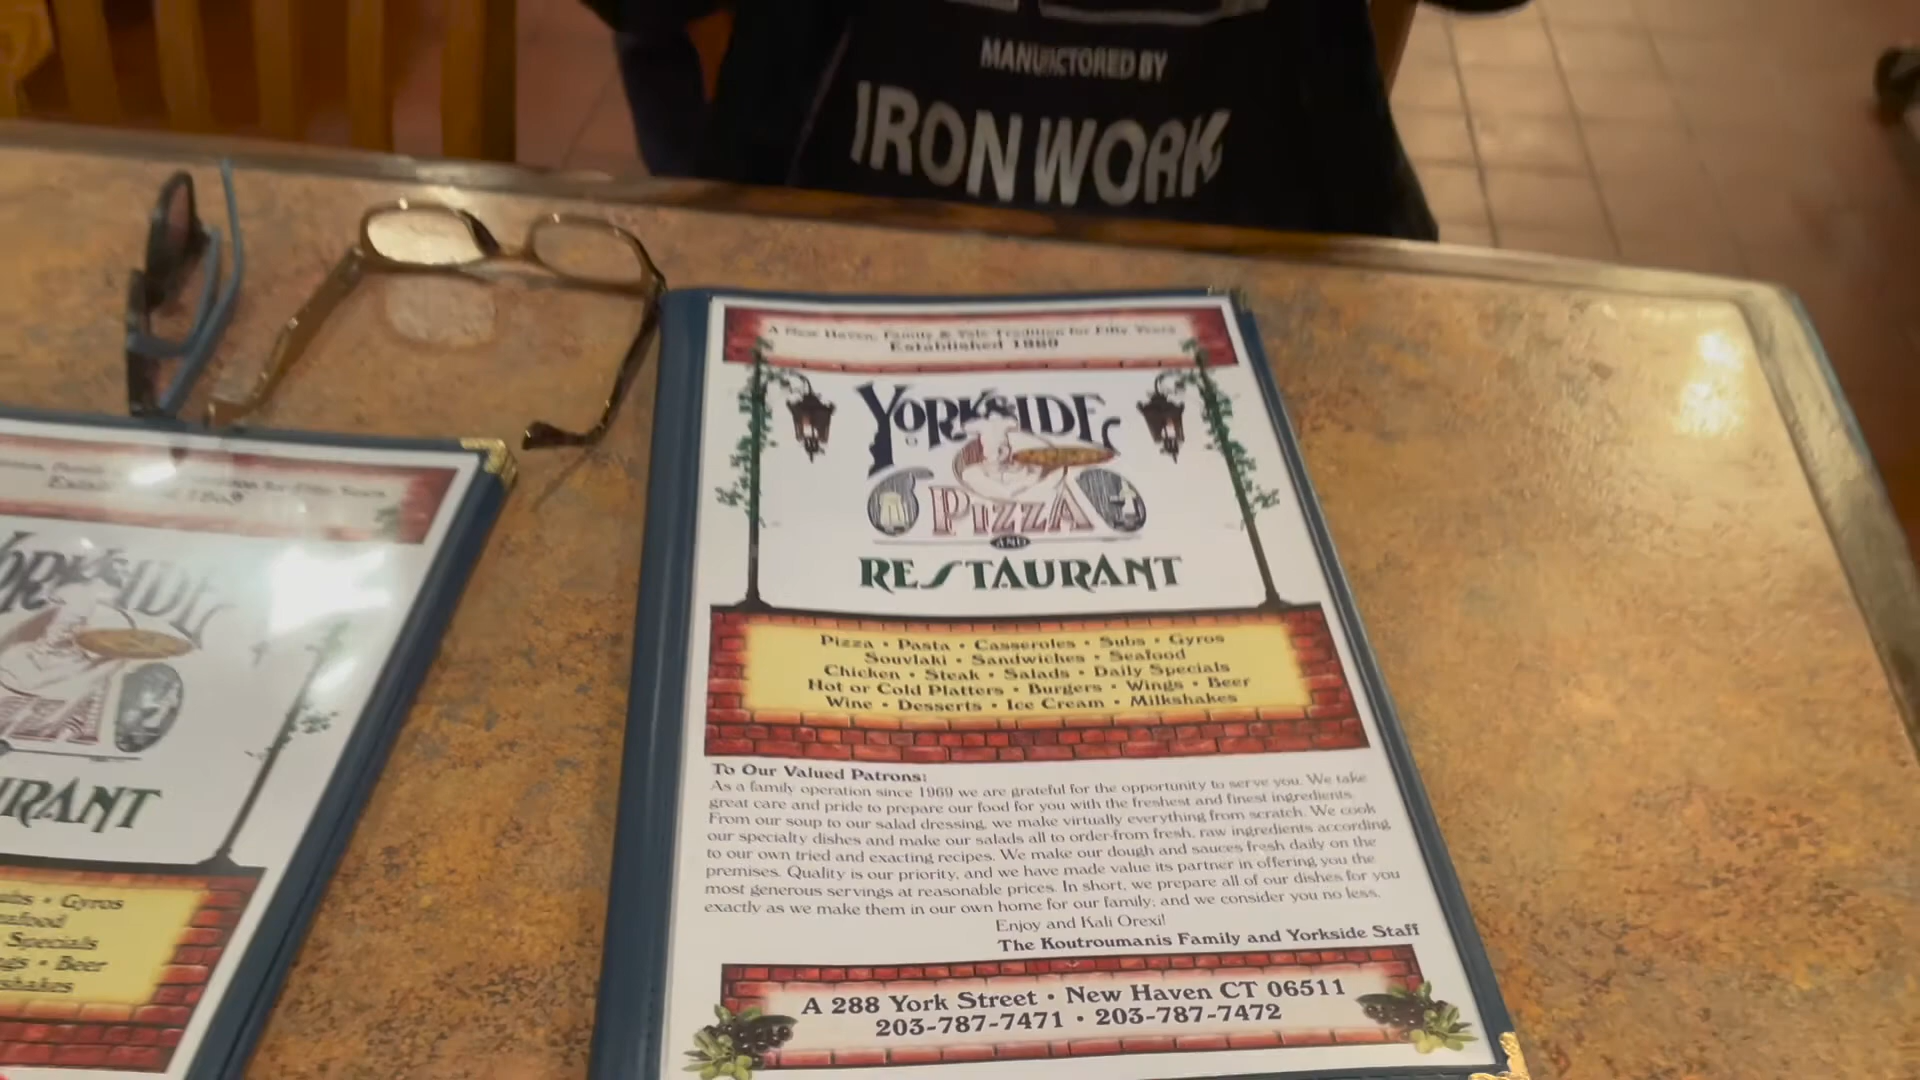 MANUFACTORED BY
IRON WORK
A New Haven, Family & Yale Tradition for Fifty Years
Established 1969
YORKSIDE
PIZZA
AND
RESTAURANT
Pizza • Pasta • Casseroles • Subs • Gyros
Souvlaki • Sandwiches • Seafood
Chicken • Steak • Salads • Daily Specials
Hot or Cold Platters • Burgers • Wings • Beer
Wine • Desserts • Ice Cream • Milkshakes
To Our Valued Patrons:
As a family operation since 1969 we are grateful for the opportunity to serve you. We take
great care and pride to prepare our food for you with the freshest and finest ingredients.
From our soup to our salad dressing, we make virtually everything from scratch. We cook
our specialty dishes and make our salads all to order-from fresh, raw ingredients according
to our own tried and exacting recipes. We make our dough and sauces fresh daily on the
premises. Quality is our priority, and we have made value its partner in offering you the
most generous servings at reasonable prices. In short, we prepare all of our dishes for you
exactly as we make them in our own home for our family; and we consider you no less.
Enjoy and Kali Orexi!
The Koutroumanis Family and Yorkside Staff
A 288 York Street • New Haven CT 06511
203-787-7471 • 203-787-7472
for Fifty Years
ORKSIDE
ZZA
URANT
ubs • Gyros
eafood
Specials
ngs • Beer
shakes